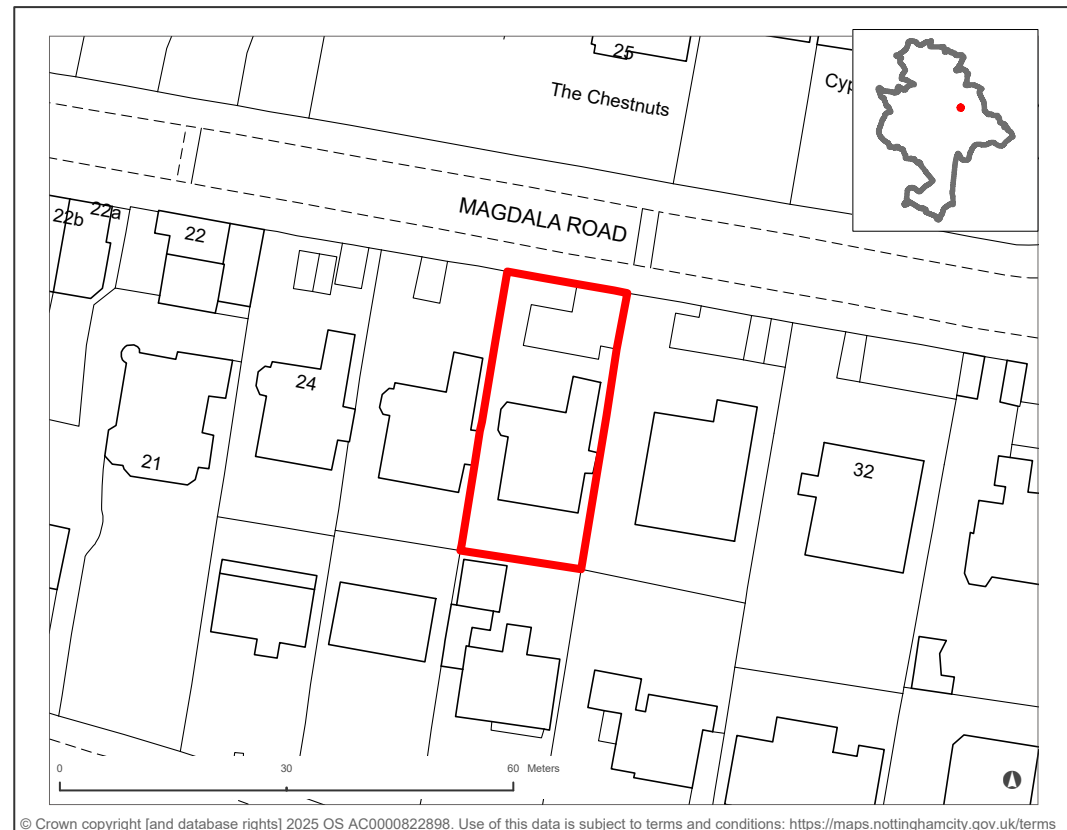 25
The Chestnuts
Cyp
MAGDALA ROAD
22b
22a
22
24
21
32
0 30 60 Meters
© Crown copyright [and database rights] 2025 OS AC0000822898. Use of this data is subject to terms and conditions: https://maps.nottinghamcity.gov.uk/terms